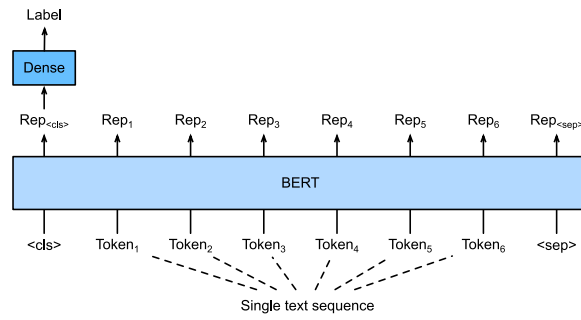 Label
Dense
Rep<cls> Rep1 Rep2 Rep3 Rep4 Rep5 Rep6 Rep<sep>
BERT
<cls> Token1 Token2 Token3 Token4 Token5 Token6 <sep>
Single text sequence